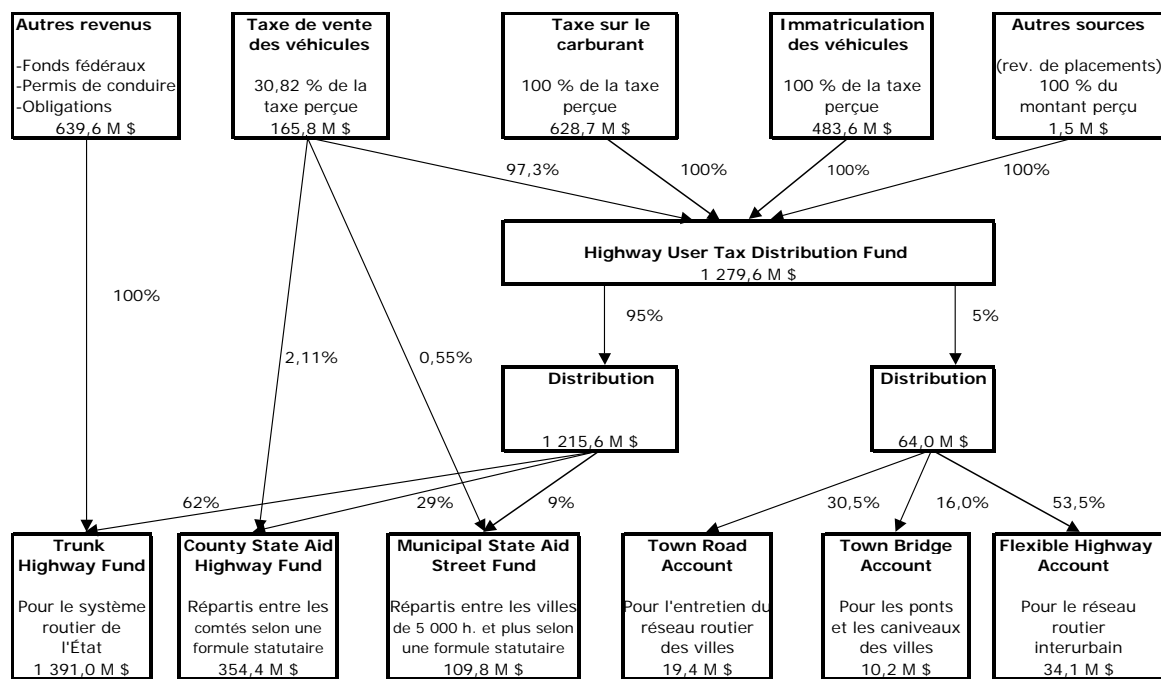 Autres revenus
-Fonds fédéraux
-Permis de conduire
-Obligations
639,6 M $
Taxe de vente
des véhicules
30,82 % de la
taxe perçue
165,8 M $
Taxe sur le
carburant
100 % de la taxe
perçue
628,7 M $
Immatriculation
des véhicules
100 % de la taxe
perçue
483,6 M $
Autres sources
(rev. de placements)
100 % du
montant perçu
1,5 M $
97,3%
100%
100%
100%
Highway User Tax Distribution Fund
1 279,6 M $
100%
95%
5%
2,11%
0,55%
Distribution
1 215,6 M $
Distribution
64,0 M $
62%
29%
9%
30,5%
16,0%
53,5%
Trunk
Highway Fund
Pour le système
routier de
l'État
1 391,0 M $
County State Aid
Highway Fund
Répartis entre les
comtés selon une
formule statutaire
354,4 M $
Municipal State Aid
Street Fund
Répartis entre les villes
de 5 000 h. et plus selon
une formule statutaire
109,8 M $
Town Road
Account
Pour l'entretien du
réseau routier
des villes
19,4 M $
Town Bridge
Account
Pour les ponts
et les caniveaux
des villes
10,2 M $
Flexible Highway
Account
Pour le réseau
routier
interurbain
34,1 M $